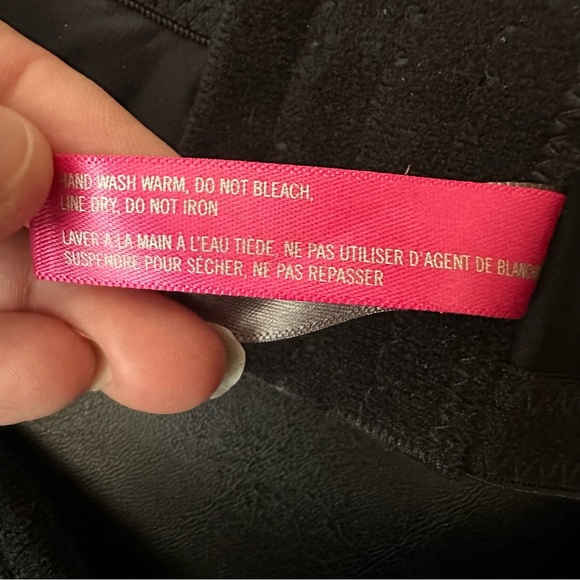 HAND WASH WARM, DO NOT BLEACH,
LINE DRY, DO NOT IRON
LAVER A LA MAIN À L'EAU TIÈDE, NE PAS UTILISER D'AGENT DE
SUSPENDRE POUR SÉCHER, NE PAS REPASSER